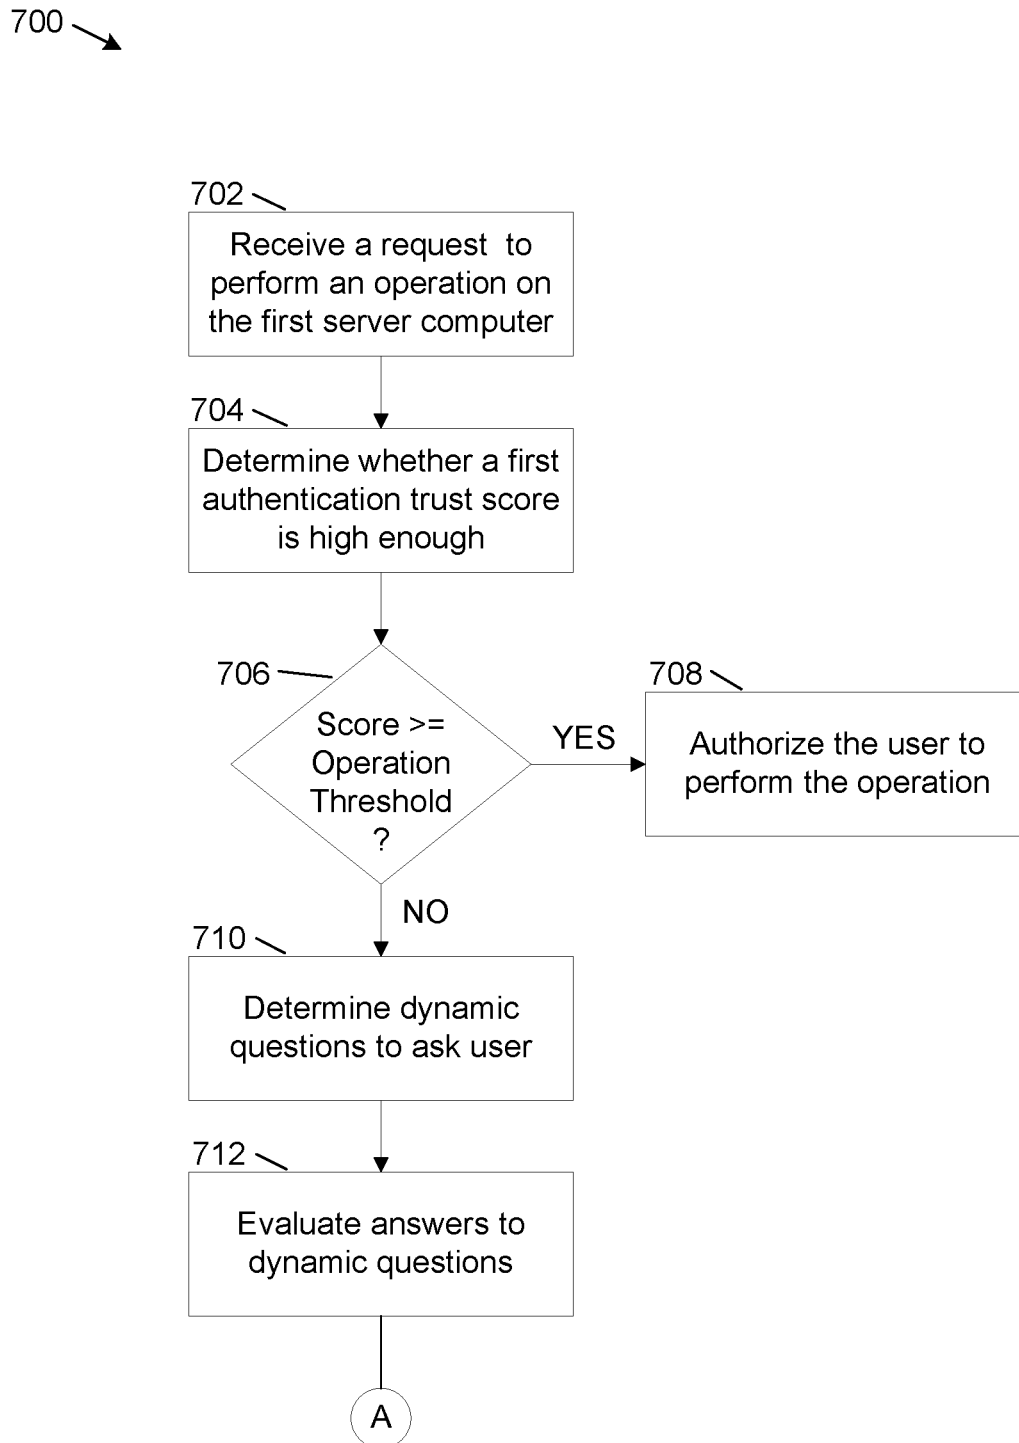 700
702
Receive a request to
perform an operation on
the first server computer
704
Determine whether a first
authentication trust score
is high enough
706
Score >=
Operation
Threshold
?
YES
708
Authorize the user to
perform the operation
NO
710
Determine dynamic
questions to ask user
712
Evaluate answers to
dynamic questions
A